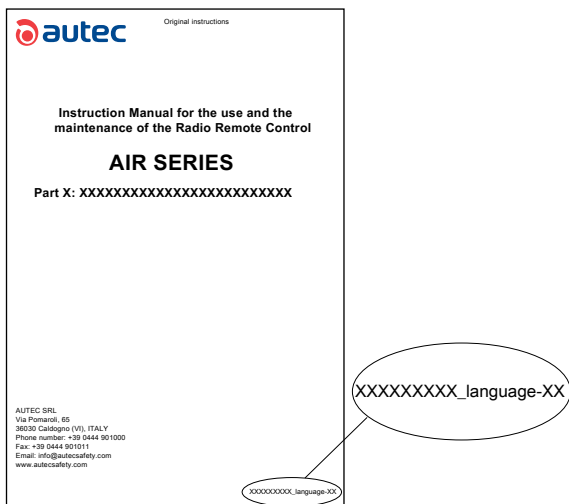 autec
Original instructions
Instruction Manual for the use and the
maintenance of the Radio Remote Control
AIR SERIES
Part X: XXXXXXXXXXXXXXXXXXXXXXXXX
AUTEC SRL
Via Pomaroli, 65
36030 Caldogno (VI), ITALY
Phone number: +39 0444 901000
Fax: +39 0444 901011
Email: info@autecsafety.com
www.autecsafety.com
XXXXXXXXX_language-XX
XXXXXXXXX_language-XX